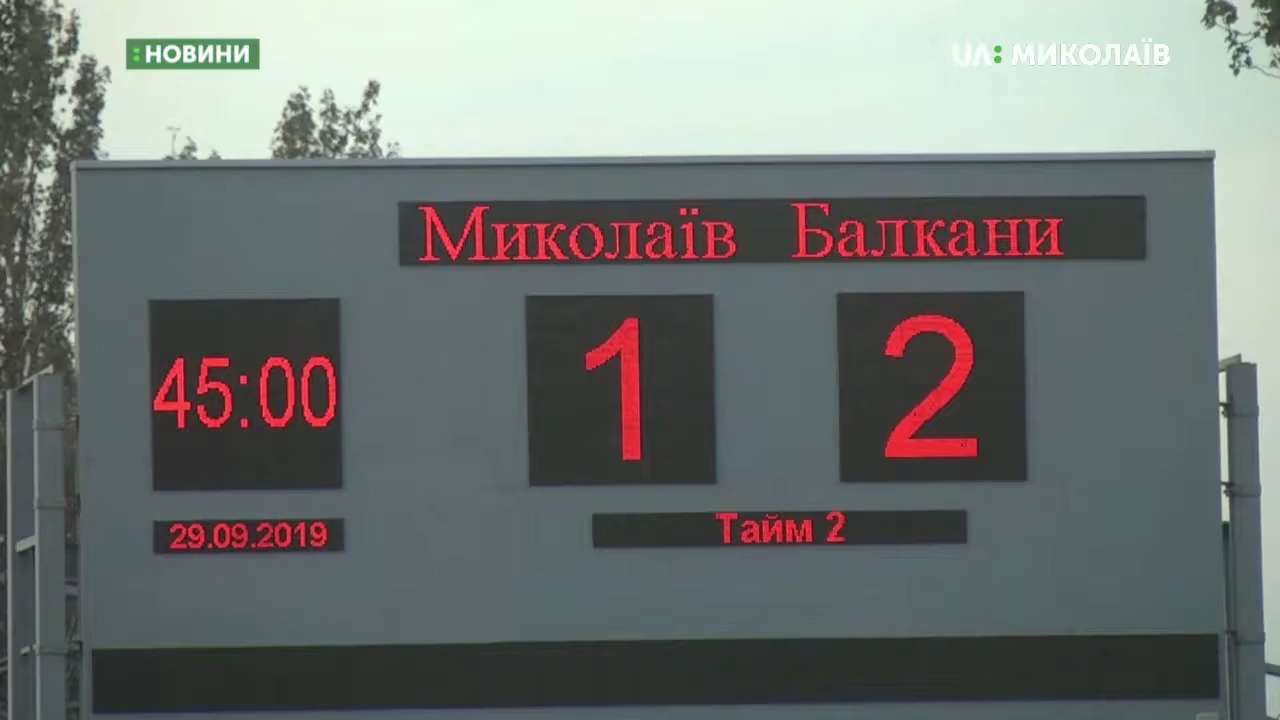 :НОВИНИ
UA: МИКОЛАЇВ
Миколаїв Балкани
45:00
1 2
29.09.2019
Тайм 2